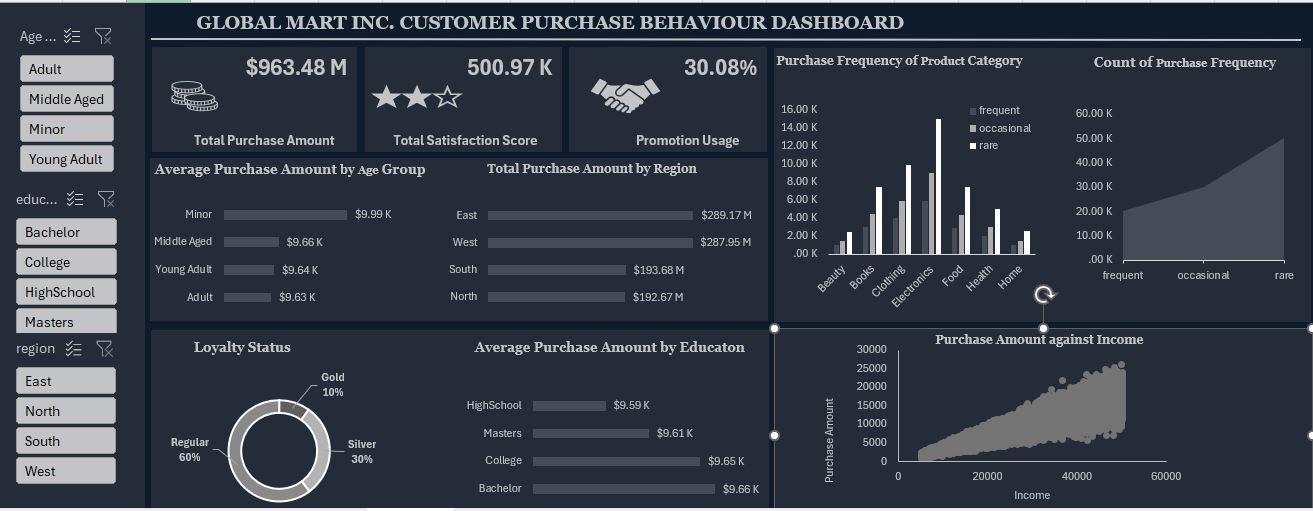 GLOBAL MART INC. CUSTOMER PURCHASE BEHAVIOUR DASHBOARD
Age ...
Adult
Middle Aged
Minor
Young Adult
educ...
Bachelor
College
HighSchool
Masters
region
East
North
South
West
$963.48 M
Total Purchase Amount
500.97 K
Total Satisfaction Score
30.08%
Promotion Usage
Average Purchase Amount by Age Group
Minor $9.99 K
Middle Aged $9.66 K
Young Adult $9.64 K
Adult $9.63 K
Total Purchase Amount by Region
East $289.17 M
West $287.95 M
South $193.68 M
North $192.67 M
Purchase Frequency of Product Category
16.00 K
14.00 K
12.00 K
10.00 K
8.00 K
6.00 K
4.00 K
2.00 K
.00 K
frequent
occasional
rare
Beauty
Books
Clothing
Electronics
Food
Health
Home
Count of Purchase Frequency
60.00 K
50.00 K
40.00 K
30.00 K
20.00 K
10.00 K
.00 K
frequent occasional rare
Loyalty Status
Gold
10%
Silver
30%
Regular
60%
Average Purchase Amount by Educaton
HighSchool $9.59 K
Masters $9.61 K
College $9.65 K
Bachelor $9.66 K
Purchase Amount against Income
Purchase Amount
30000
25000
20000
15000
10000
5000
0
0 20000 40000 60000
Income